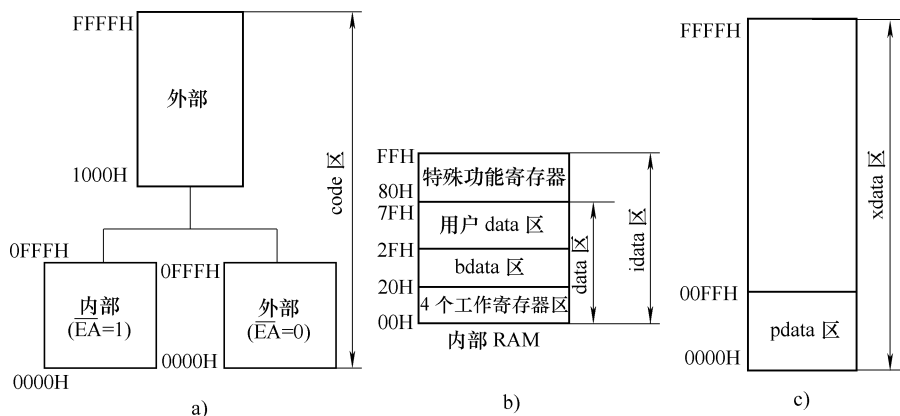 FFFFH
外部
1000H
code 区
0FFFH
内部
(EA=1)
0000H
0FFFH
外部
(EA=0)
0000H
a)
FFH
特殊功能寄存器
80H
7FH
用户 data 区
2FH
bdata 区
20H
4 个工作寄存器区
00H
data 区
idata 区
内部 RAM
b)
FFFFH
xdata 区
00FFH
pdata 区
0000H
c)